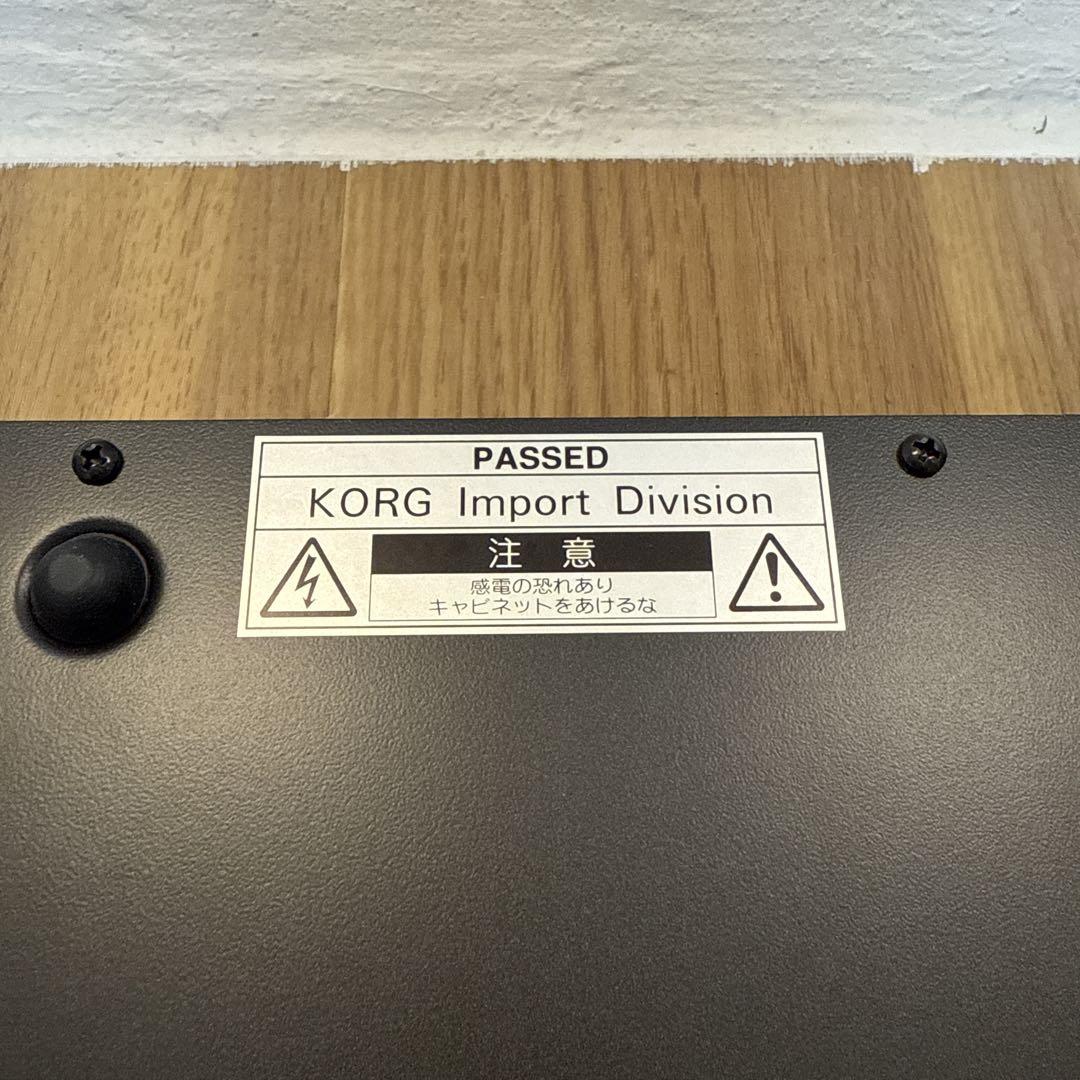 PASSED
KORG Import Division
注 意
感電の恐れあり
キャビネットをあけるな